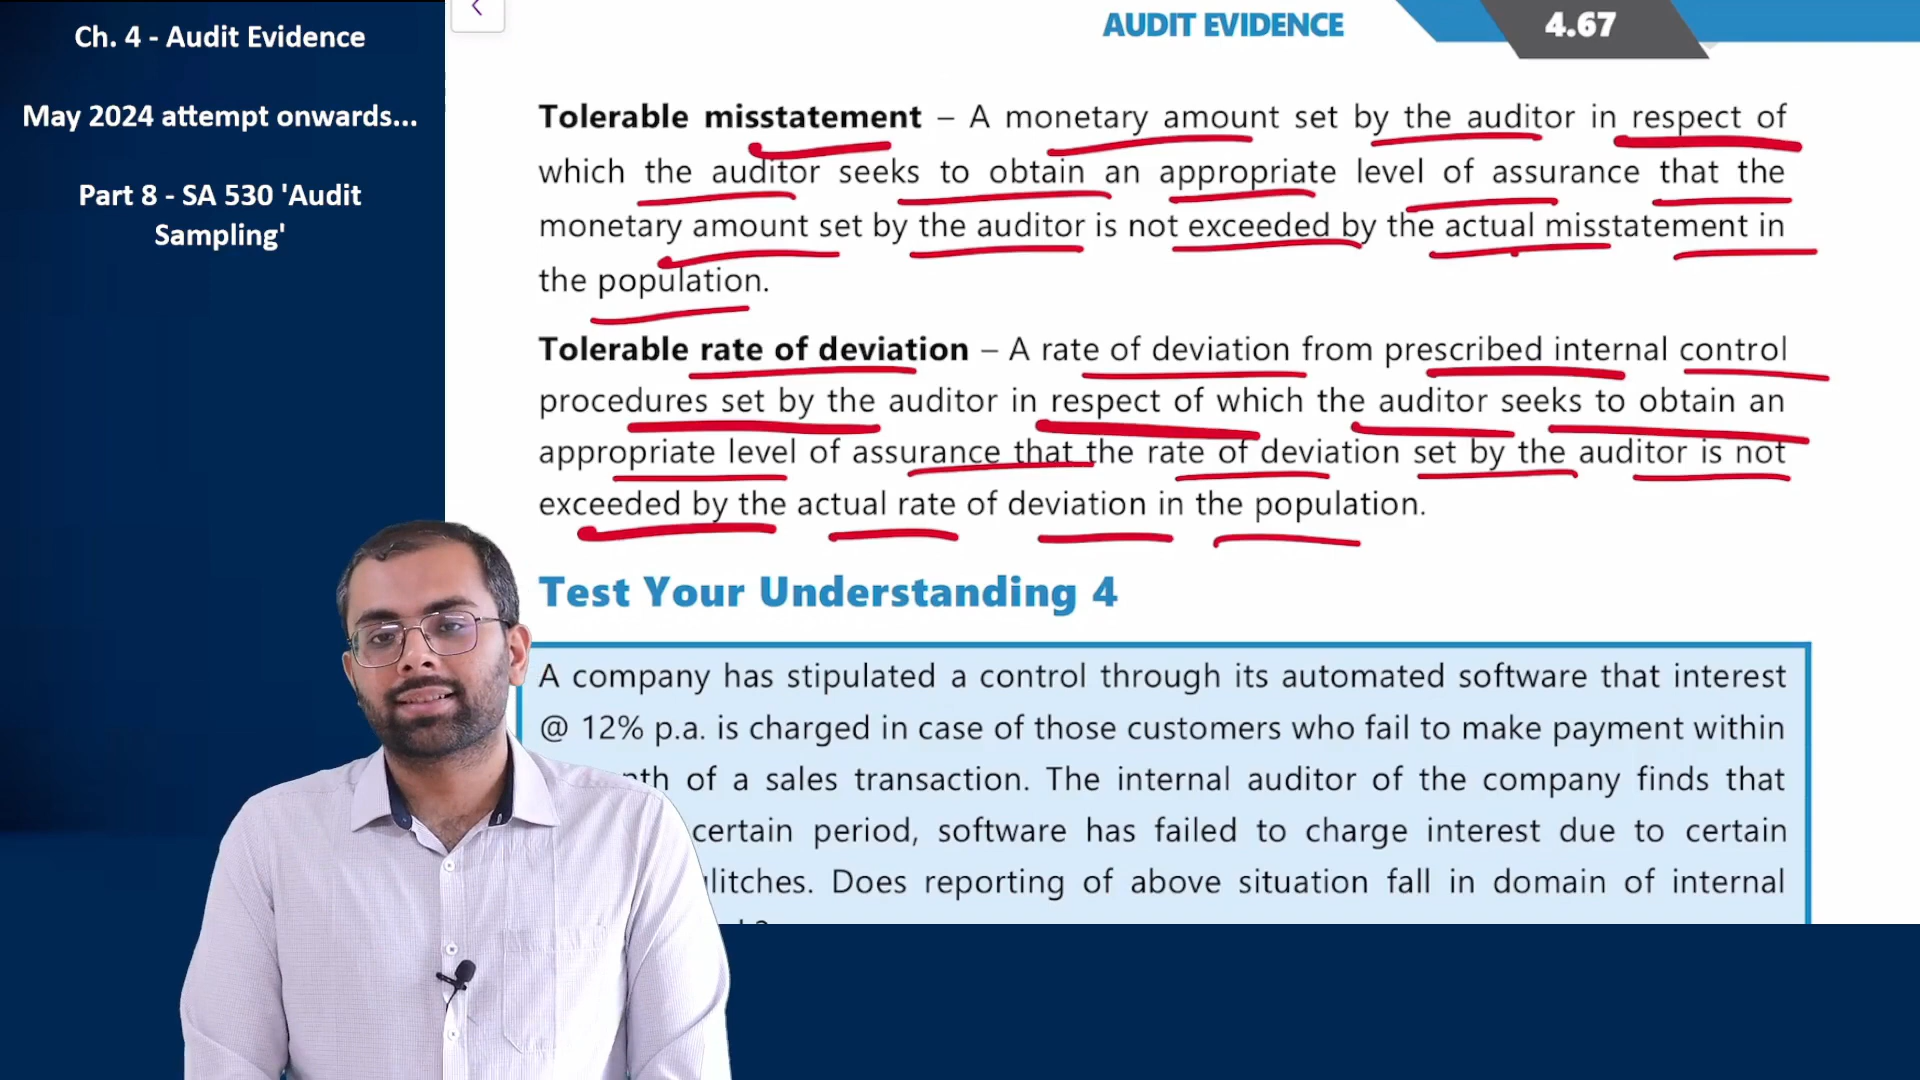 Ch. 4 - Audit Evidence
May 2024 attempt onwards...
Part 8 - SA 530 'Audit
Sampling'
AUDIT EVIDENCE
4.67
Tolerable misstatement – A monetary amount set by the auditor in respect of
which the auditor seeks to obtain an appropriate level of assurance that the
monetary amount set by the auditor is not exceeded by the actual misstatement in
the population.
Tolerable rate of deviation – A rate of deviation from prescribed internal control
procedures set by the auditor in respect of which the auditor seeks to obtain an
appropriate level of assurance that the rate of deviation set by the auditor is not
exceeded by the actual rate of deviation in the population.
Test Your Understanding 4
A company has stipulated a control through its automated software that interest
@ 12% p.a. is charged in case of those customers who fail to make payment within
of a sales transaction. The internal auditor of the company finds that
certain period, software has failed to charge interest due to certain
litches. Does reporting of above situation fall in domain of internal